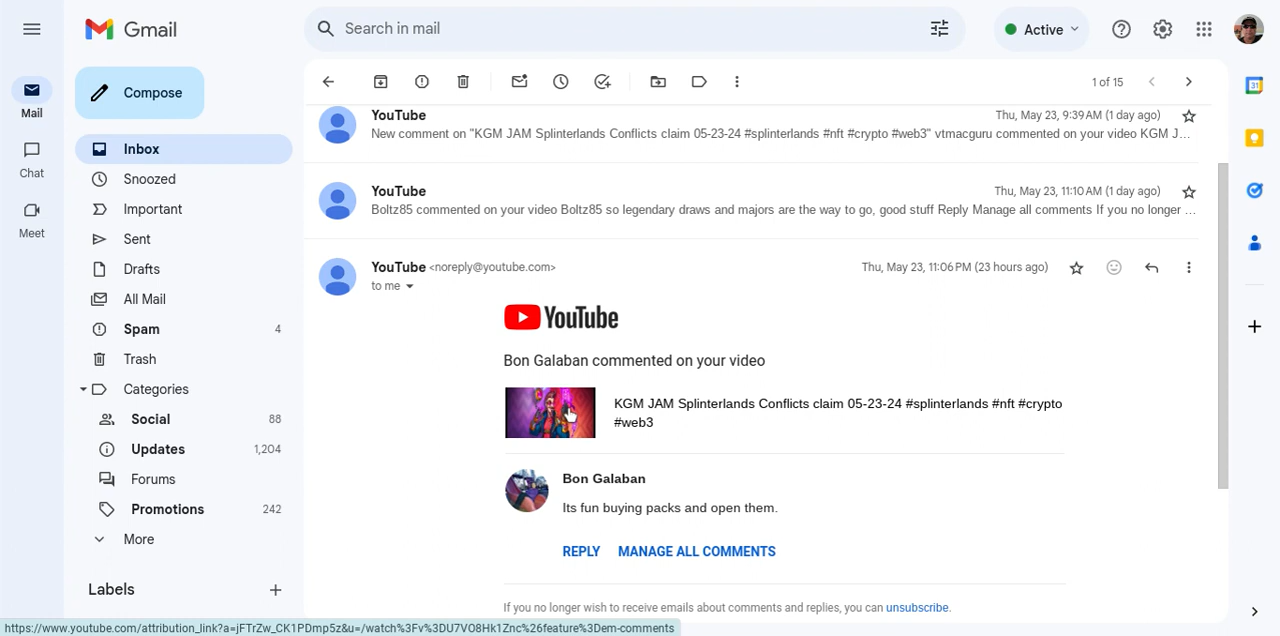 Gmail
Search in mail
Active
Mail
Chat
Meet
Compose
Inbox
Snoozed
Important
Sent
Drafts
All Mail
Spam 4
Trash
Categories
Social 88
Updates 1,204
Forums
Promotions 242
More
Labels
1 of 15
31
YouTube Thu, May 23, 9:39 AM (1 day ago)
New comment on "KGM JAM Splinterlands Conflicts claim 05-23-24 #splinterlands #nft #crypto #web3" vtmacguru commented on your video KGM J…
YouTube Thu, May 23, 11:10 AM (1 day ago)
Boltz85 commented on your video Boltz85 so legendary draws and majors are the way to go, good stuff Reply Manage all comments If you no longer …
YouTube <noreply@youtube.com> Thu, May 23, 11:06 PM (23 hours ago)
to me
YouTube
Bon Galaban commented on your video
KGM JAM Splinterlands Conflicts claim 05-23-24 #splinterlands #nft #crypto
#web3
Bon Galaban
Its fun buying packs and open them.
REPLY MANAGE ALL COMMENTS
If you no longer wish to receive emails about comments and replies, you can unsubscribe.
https://www.youtube.com/attribution_link?a=jFTrZw_CK1PDmp5z&u=/watch%3Fv%3DU7VO8Hk1Znc%26feature%3Dem-comments